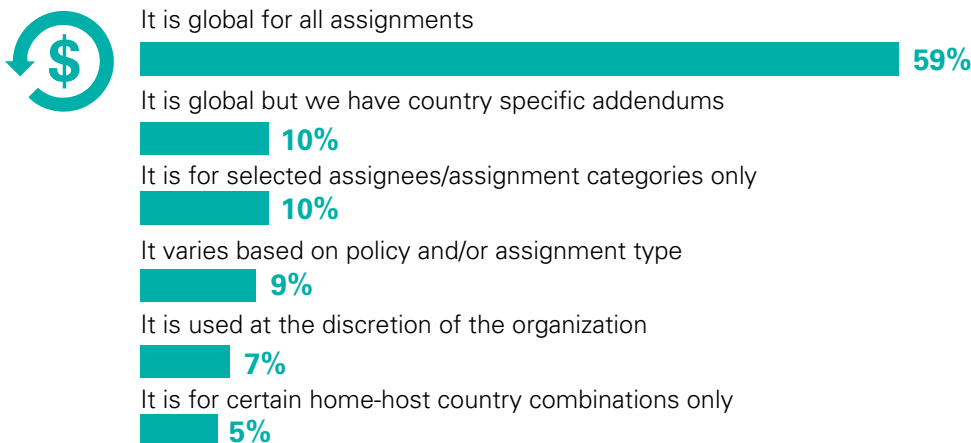 $
It is global for all assignments
59%
It is global but we have country specific addendums
10%
It is for selected assignees/assignment categories only
10%
It varies based on policy and/or assignment type
9%
It is used at the discretion of the organization
7%
It is for certain home-host country combinations only
5%